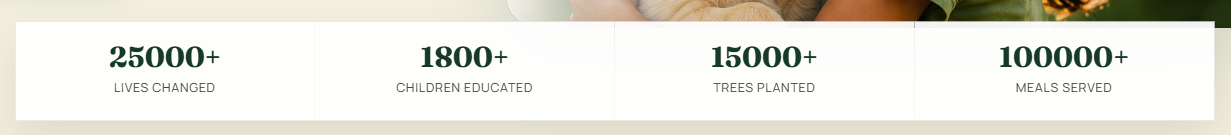 25000+ 1800+ 15000+ 100000+
LIVES CHANGED CHILDREN EDUCATED TREES PLANTED MEALS SERVED